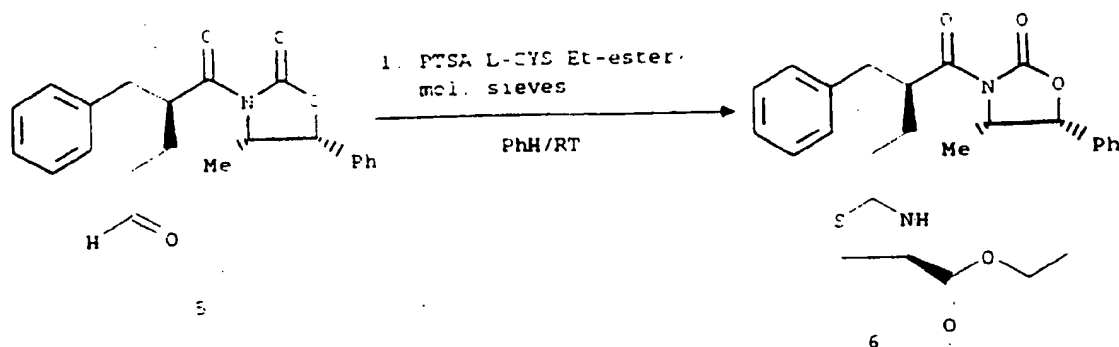 O O
1. PTSA L-CYS Et-ester,
mol. sieves
PhH/RT
N
Me
Ph
H O
5
O O
N O
Me
Ph
S NH
O
O
6